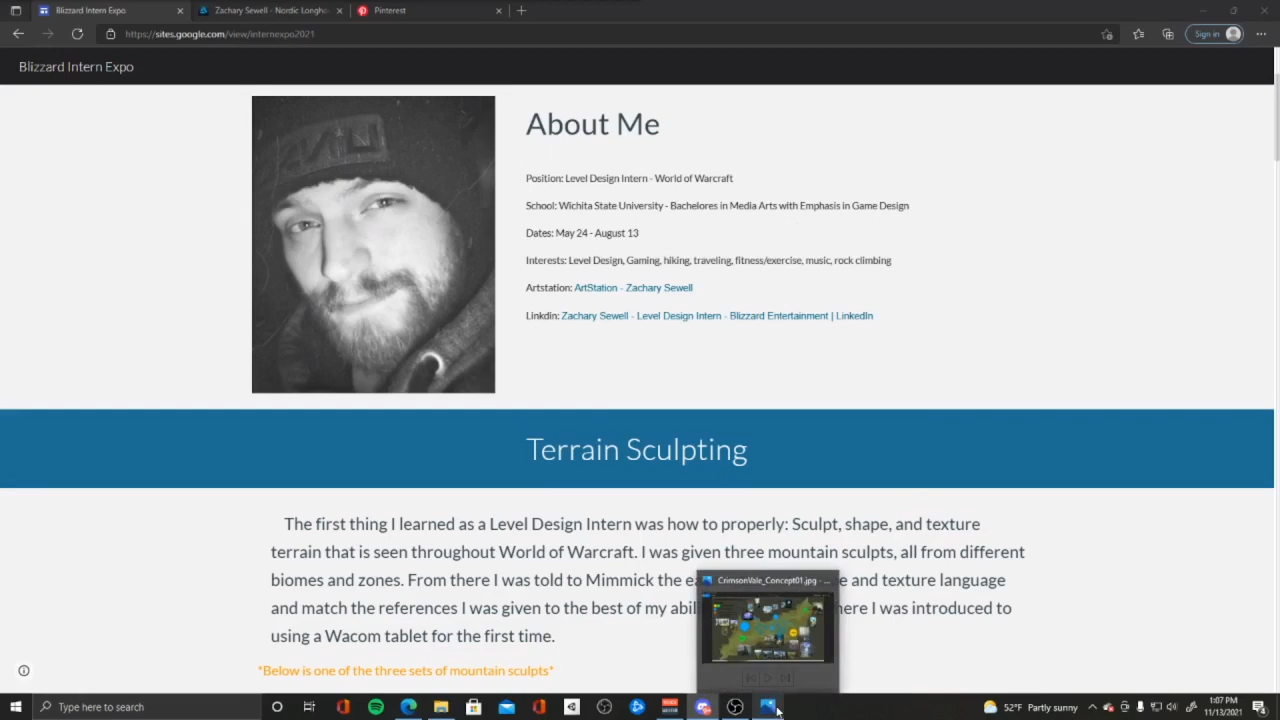 Blizzard Intern Expo
Zachary Sewell - Nordic Longho
Pinterest
https://sites.google.com/view/internexpo2021
Sign in
Blizzard Intern Expo
About Me
Position: Level Design Intern - World of Warcraft
School: Wichita State University - Bachelores in Media Arts with Emphasis in Game Design
Dates: May 24 - August 13
Interests: Level Design, Gaming, hiking, traveling, fitness/exercise, music, rock climbing
Artstation: ArtStation - Zachary Sewell
Linkdin: Zachary Sewell - Level Design Intern - Blizzard Entertainment | LinkedIn
Terrain Sculpting
The first thing I learned as a Level Design Intern was how to properly: Sculpt, shape, and texture
terrain that is seen throughout World of Warcraft. I was given three mountain sculpts, all from different
biomes and zones. From there I was told to Mimmick the ea e and texture language
and match the references I was given to the best of my abil here I was introduced to
using a Wacom tablet for the first time.
*Below is one of the three sets of mountain sculpts*
CrimsonVale_Concept01.jpg - ...
Type here to search
52°F Partly sunny
1:07 PM
11/13/2021